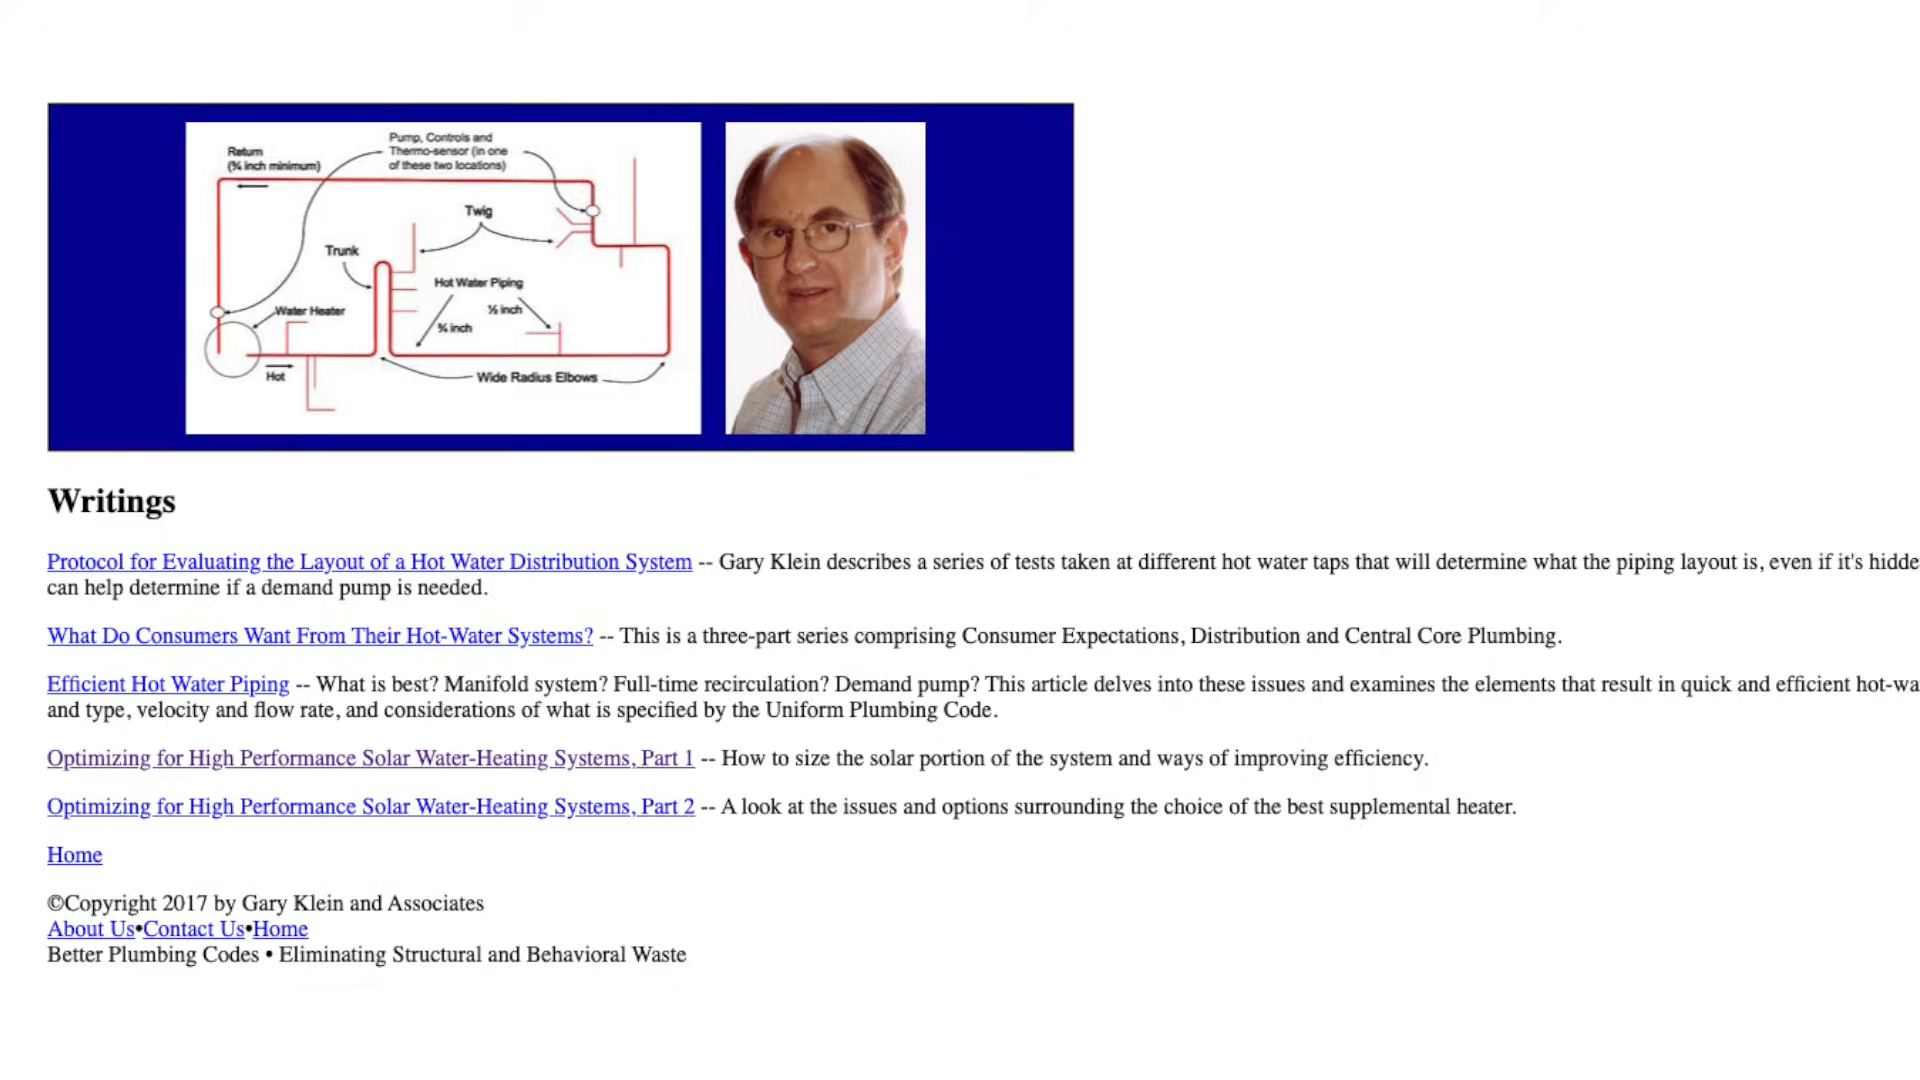 Return
(¾ inch minimum)
Pump, Controls and
Thermo-sensor (in one
of these two locations)
Twig
Trunk
Hot Water Piping
½ inch
Water Heater
¾ inch
Hot
Wide Radius Elbows
Writings
Protocol for Evaluating the Layout of a Hot Water Distribution System -- Gary Klein describes a series of tests taken at different hot water taps that will determine what the piping layout is, even if it's
can help determine if a demand pump is needed.
What Do Consumers Want From Their Hot-Water Systems? -- This is a three-part series comprising Consumer Expectations, Distribution and Central Core Plumbing.
Efficient Hot Water Piping -- What is best? Manifold system? Full-time recirculation? Demand pump? This article delves into these issues and examines the elements that result in quick and efficient
and type, velocity and flow rate, and considerations of what is specified by the Uniform Plumbing Code.
Optimizing for High Performance Solar Water-Heating Systems, Part 1 -- How to size the solar portion of the system and ways of improving efficiency.
Optimizing for High Performance Solar Water-Heating Systems, Part 2 -- A look at the issues and options surrounding the choice of the best supplemental heater.
Home
©Copyright 2017 by Gary Klein and Associates
About Us•Contact Us•Home
Better Plumbing Codes • Eliminating Structural and Behavioral Waste